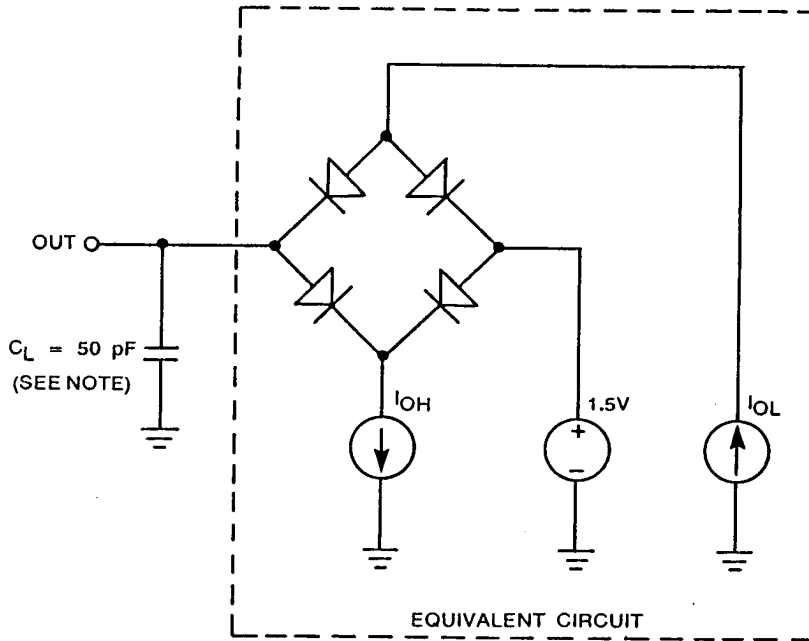 OUT
C_L = 50 pF
(SEE NOTE)
I_OH
1.5V
+
−
I_OL
EQUIVALENT CIRCUIT